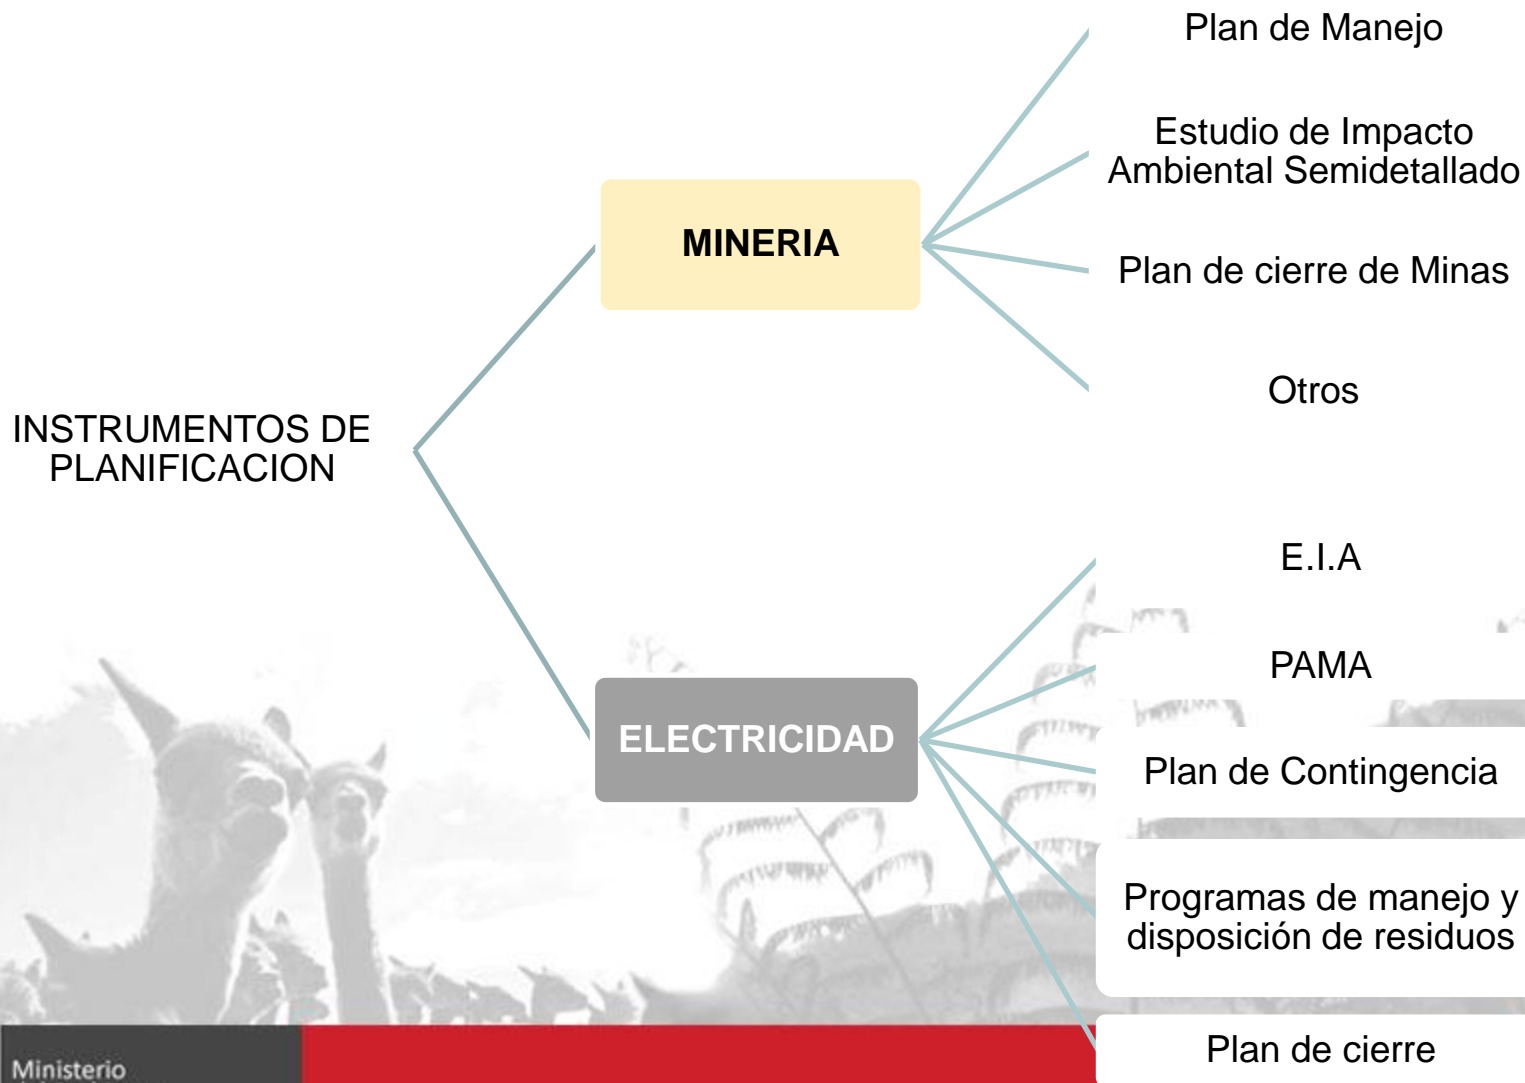 INSTRUMENTOS DE
PLANIFICACION
MINERIA
Plan de Manejo
Estudio de Impacto
Ambiental Semidetallado
Plan de cierre de Minas
Otros
ELECTRICIDAD
E.I.A
PAMA
Plan de Contingencia
Programas de manejo y
disposición de residuos
Plan de cierre
Ministerio